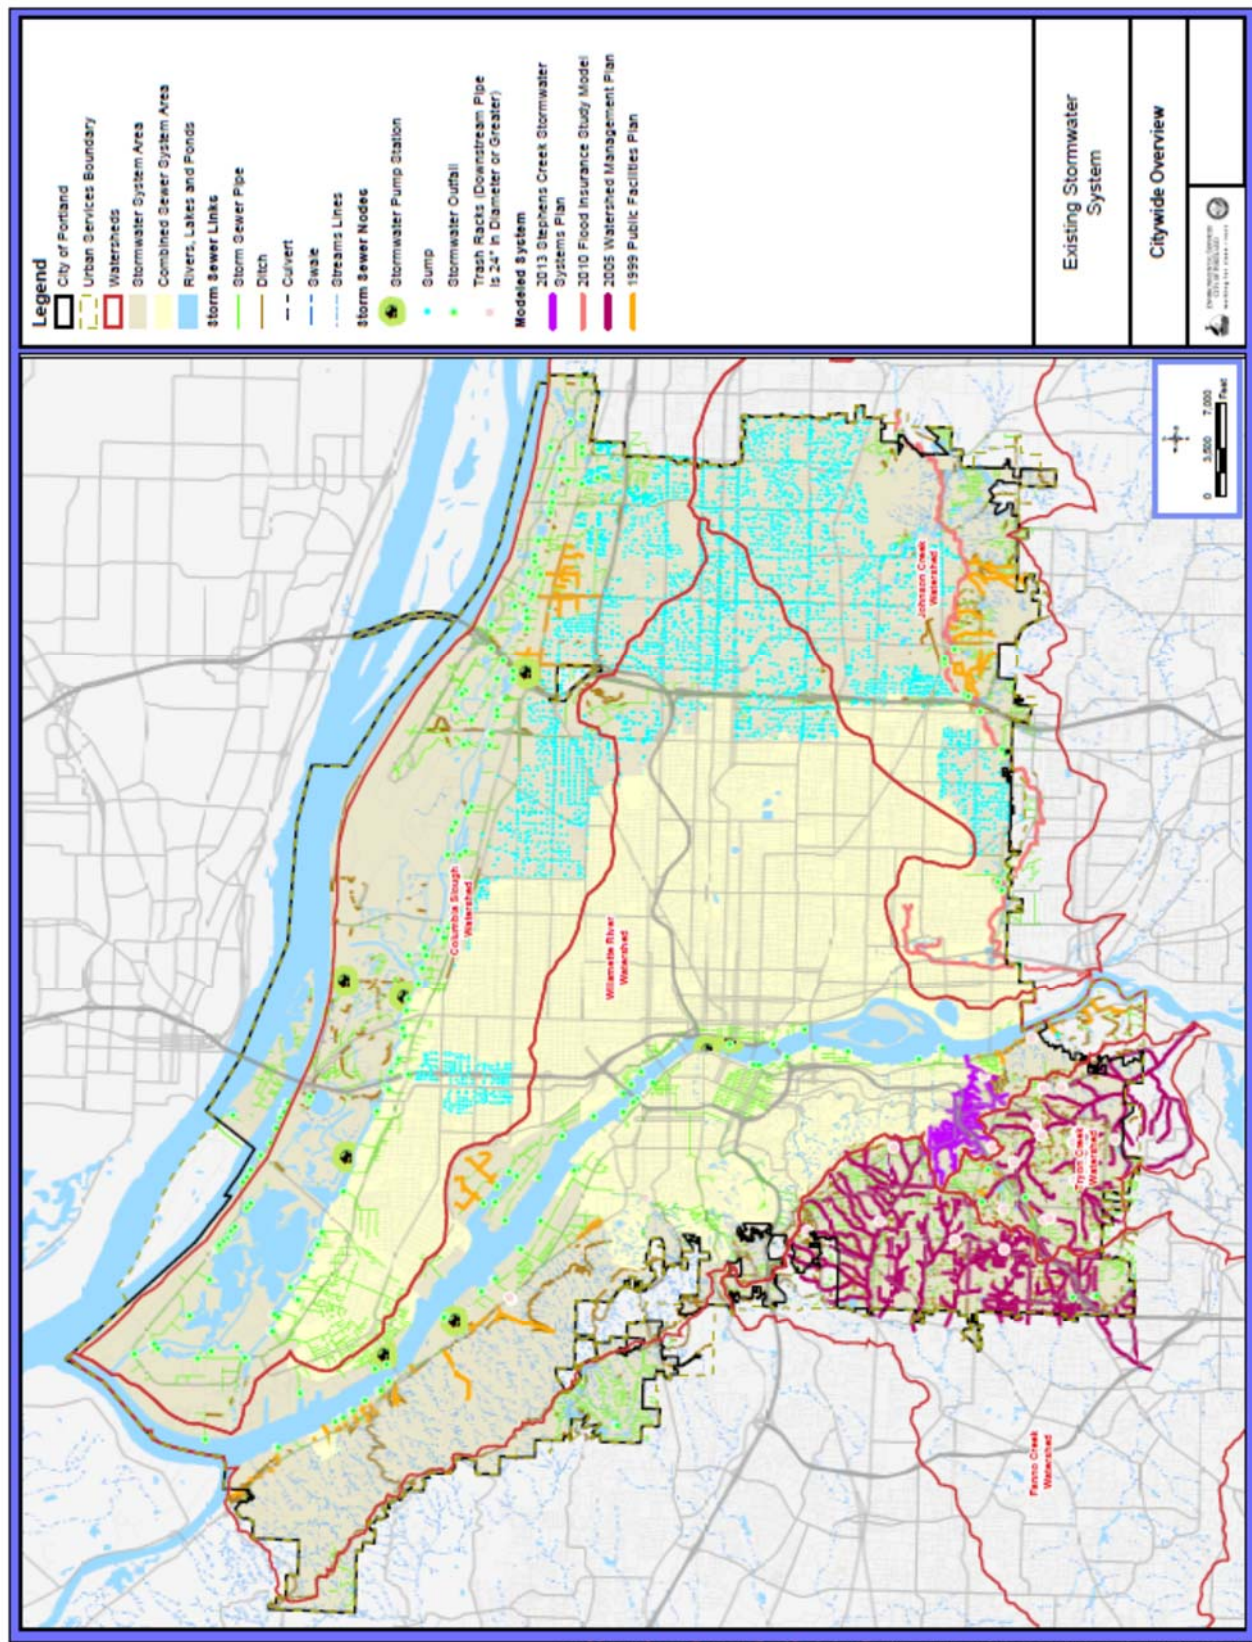 Legend
City of Portland
Urban Services Boundary
Watersheds
Stormwater System Area
Combined Sewer System Area
Rivers, Lakes and Ponds
Storm Sewer Links
Storm Sewer Pipe
Ditch
Culvert
Swale
Streams Lines
Storm Sewer Nodes
Stormwater Pump Station
Sump
Stormwater Outfall
Trash Racks (Downstream Pipe
is 24" in Diameter or Greater)
Modeled System
2013 Stephens Creek Stormwater
Systems Plan
2010 Flood Insurance Study Model
2005 Watershed Management Plan
1999 Public Facilities Plan
Existing Stormwater
System
Citywide Overview
Columbia Slough
Watershed
Willamette River
Watershed
Johnson Creek
Watershed
Tryon Creek
Watershed
Fanno Creek
Watershed
0 3,500 7,000
Feet